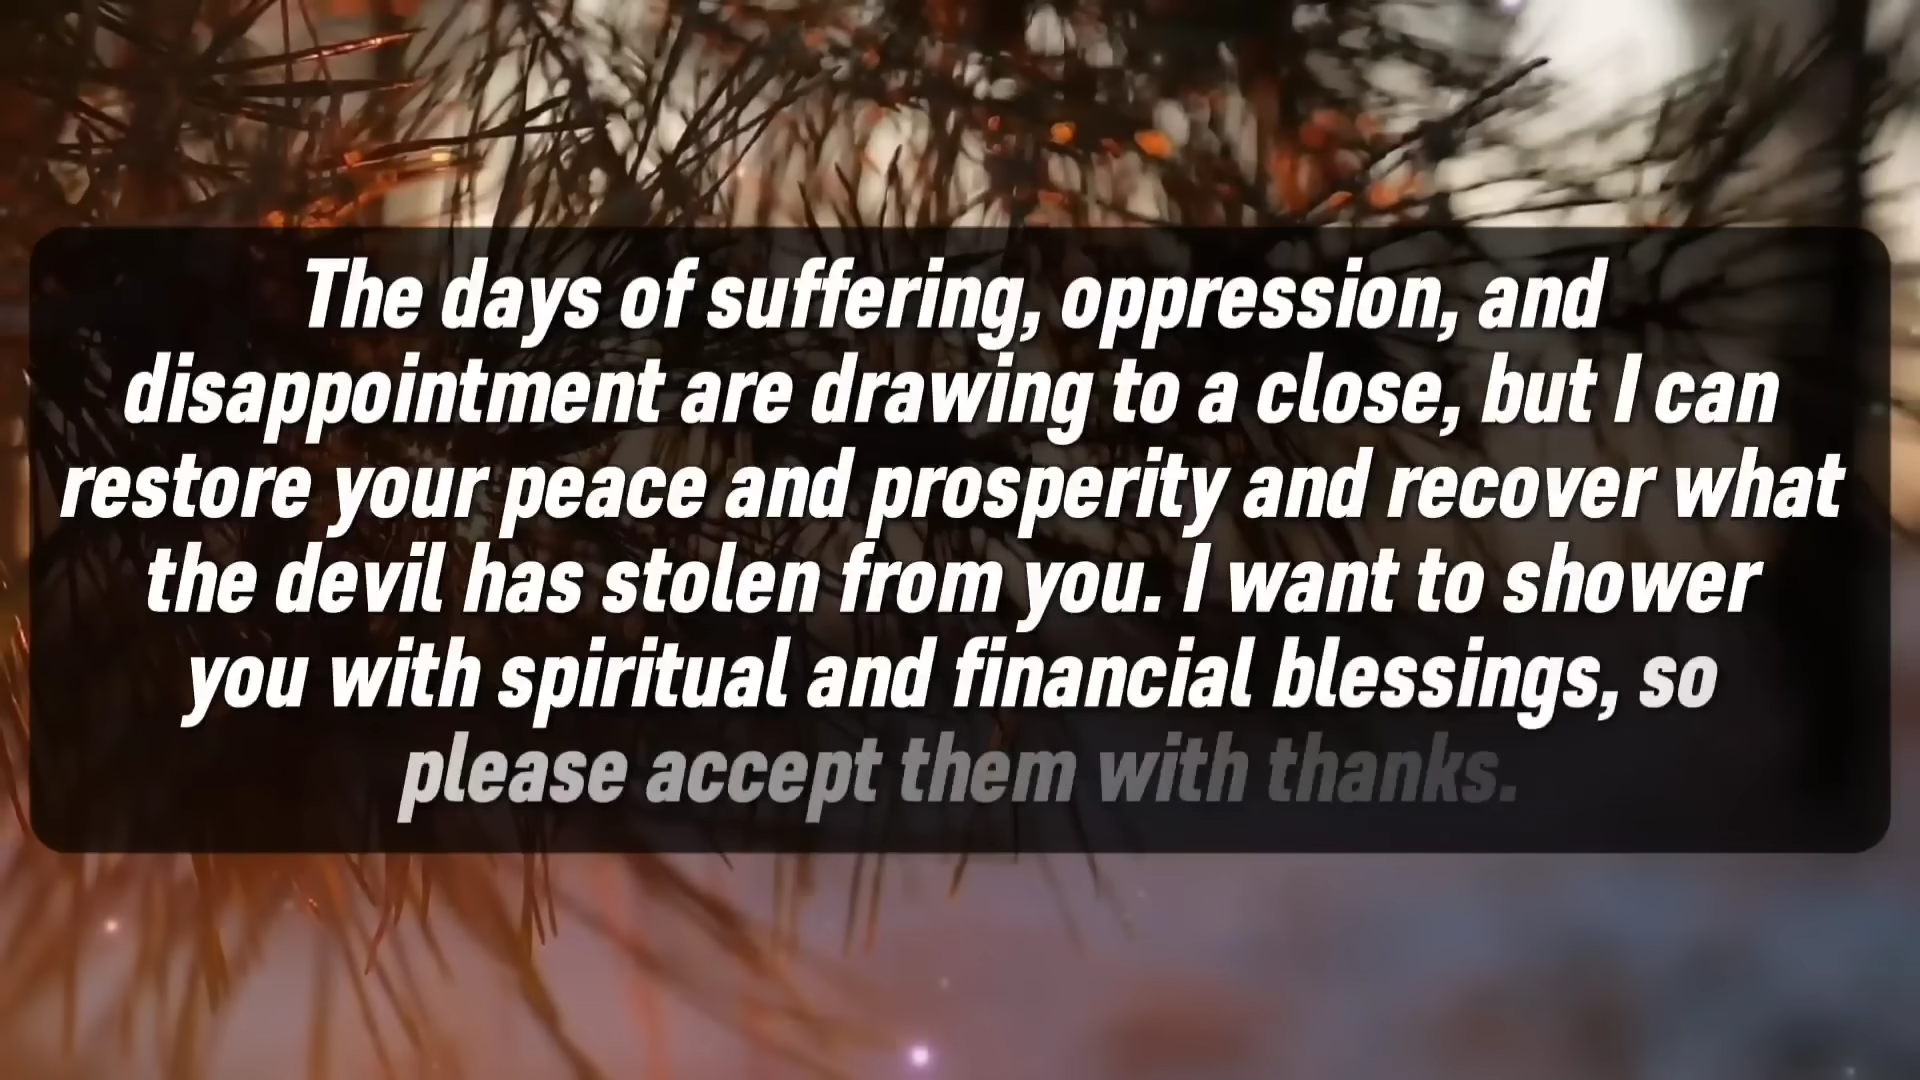 The days of suffering, oppression, and
disappointment are drawing to a close, but I can
restore your peace and prosperity and recover what
the devil has stolen from you. I want to shower
you with spiritual and financial blessings, so
please accept them with thanks.